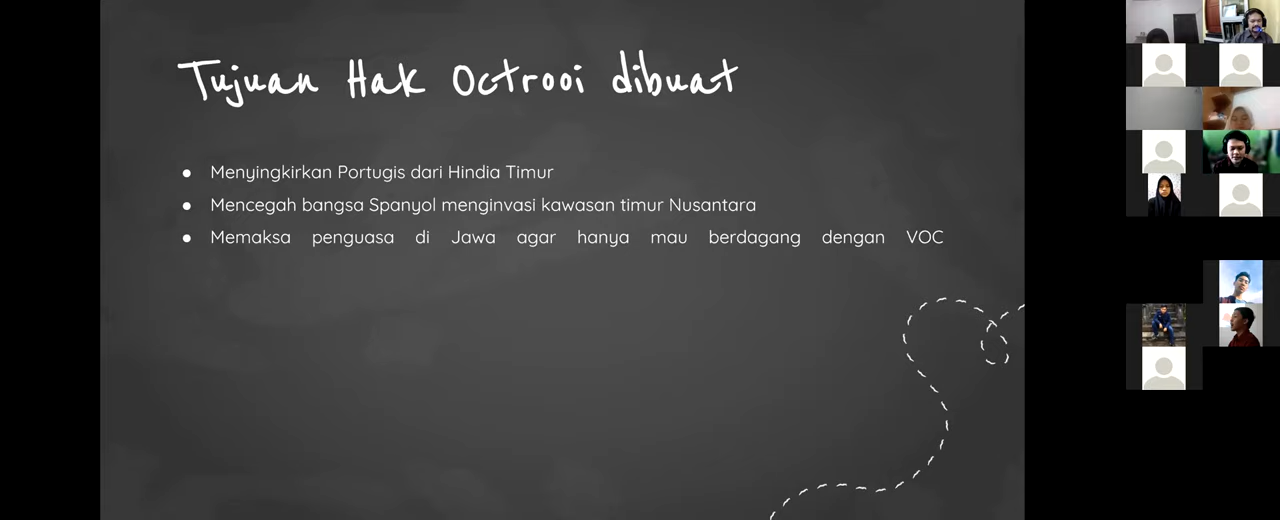 Tujuan Hak Octrooi dibuat
● Menyingkirkan Portugis dari Hindia Timur
● Mencegah bangsa Spanyol menginvasi kawasan timur Nusantara
● Memaksa penguasa di Jawa agar hanya mau berdagang dengan VOC